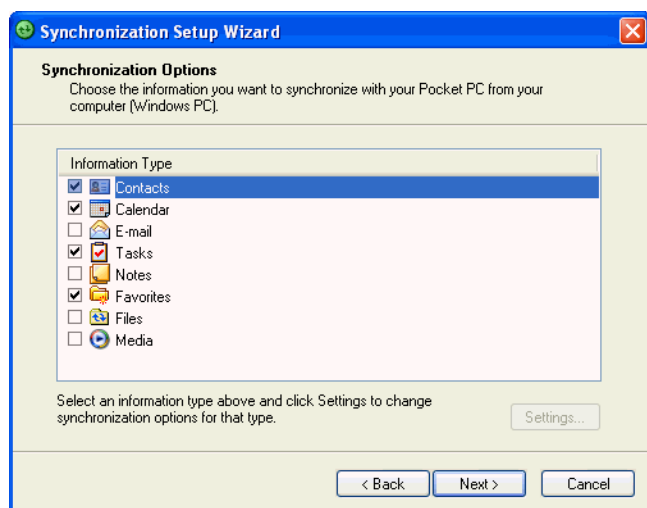 Synchronization Setup Wizard
Synchronization Options
Choose the information you want to synchronize with your Pocket PC from your
computer (Windows PC).
Information Type
Contacts
Calendar
E-mail
Tasks
Notes
Favorites
Files
Media
Select an information type above and click Settings to change
synchronization options for that type.
Settings...
< Back
Next >
Cancel